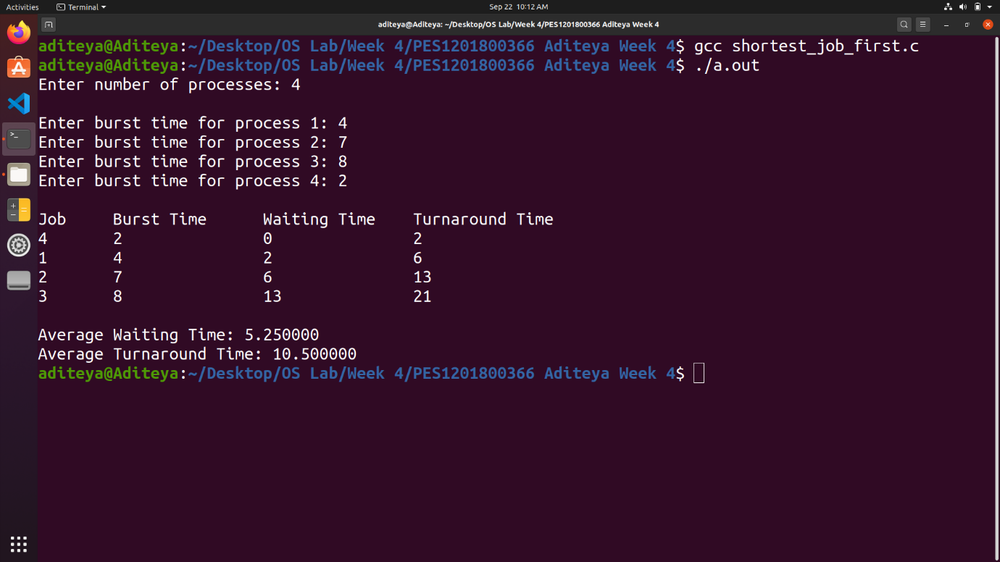 Activities
Terminal
Sep 22 10:12 AM
aditeya@Aditeya: ~/Desktop/OS Lab/Week 4/PES1201800366 Aditeya Week 4
aditeya@Aditeya:~/Desktop/OS Lab/Week 4/PES1201800366 Aditeya Week 4$ gcc shortest_job_first.c
aditeya@Aditeya:~/Desktop/OS Lab/Week 4/PES1201800366 Aditeya Week 4$ ./a.out
Enter number of processes: 4
Enter burst time for process 1: 4
Enter burst time for process 2: 7
Enter burst time for process 3: 8
Enter burst time for process 4: 2
Job Burst Time Waiting Time Turnaround Time
4 2 0 2
1 4 2 6
2 7 6 13
3 8 13 21
Average Waiting Time: 5.250000
Average Turnaround Time: 10.500000
aditeya@Aditeya:~/Desktop/OS Lab/Week 4/PES1201800366 Aditeya Week 4$